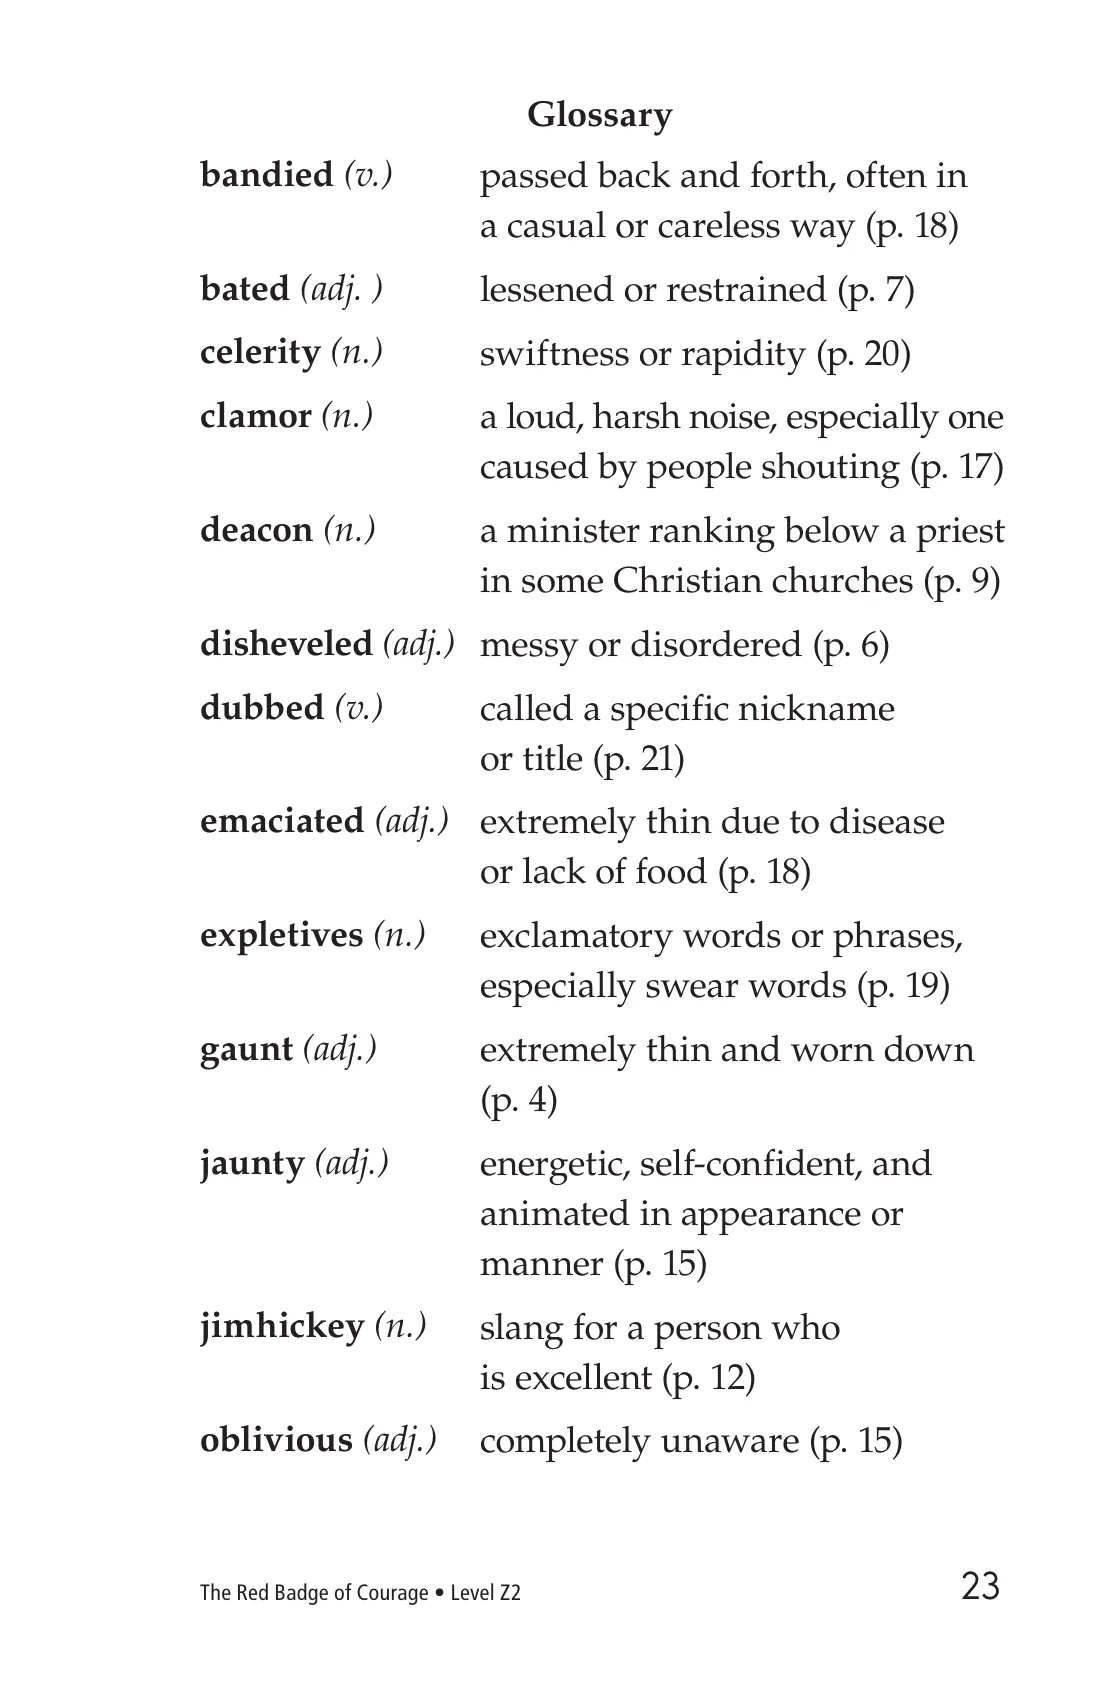 Glossary
bandied (v.) passed back and forth, often in
a casual or careless way (p. 18)
bated (adj. ) lessened or restrained (p. 7)
celerity (n.) swiftness or rapidity (p. 20)
clamor (n.) a loud, harsh noise, especially one
caused by people shouting (p. 17)
deacon (n.) a minister ranking below a priest
in some Christian churches (p. 9)
disheveled (adj.) messy or disordered (p. 6)
dubbed (v.) called a specific nickname
or title (p. 21)
emaciated (adj.) extremely thin due to disease
or lack of food (p. 18)
expletives (n.) exclamatory words or phrases,
especially swear words (p. 19)
gaunt (adj.) extremely thin and worn down
(p. 4)
jaunty (adj.) energetic, self-confident, and
animated in appearance or
manner (p. 15)
jimhickey (n.) slang for a person who
is excellent (p. 12)
oblivious (adj.) completely unaware (p. 15)
The Red Badge of Courage • Level Z2 23